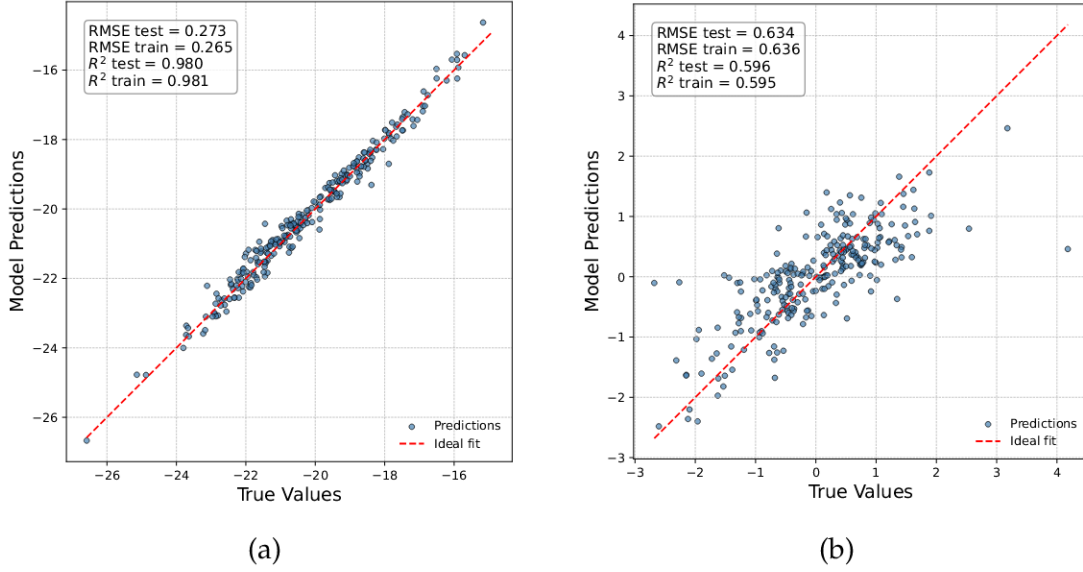 RMSE test = 0.273
RMSE train = 0.265
R² test = 0.980
R² train = 0.981
−16
−18
−20
−22
−24
−26
Model Predictions
Predictions
Ideal fit
−26
−24
−22
−20
−18
−16
True Values
(a)
RMSE test = 0.634
RMSE train = 0.636
R² test = 0.596
R² train = 0.595
4
3
2
1
0
−1
−2
−3
Model Predictions
Predictions
Ideal fit
−3
−2
−1
0
1
2
3
4
True Values
(b)